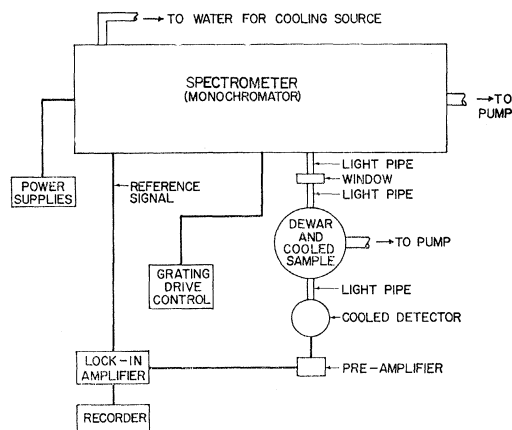 TO WATER FOR COOLING SOURCE
SPECTROMETER
(MONOCHROMATOR)
TO
PUMP
POWER
SUPPLIES
REFERENCE
SIGNAL
LIGHT PIPE
WINDOW
LIGHT PIPE
DEWAR
AND
COOLED
SAMPLE
TO PUMP
GRATING
DRIVE
CONTROL
LIGHT PIPE
COOLED DETECTOR
LOCK-IN
AMPLIFIER
PRE-AMPLIFIER
RECORDER